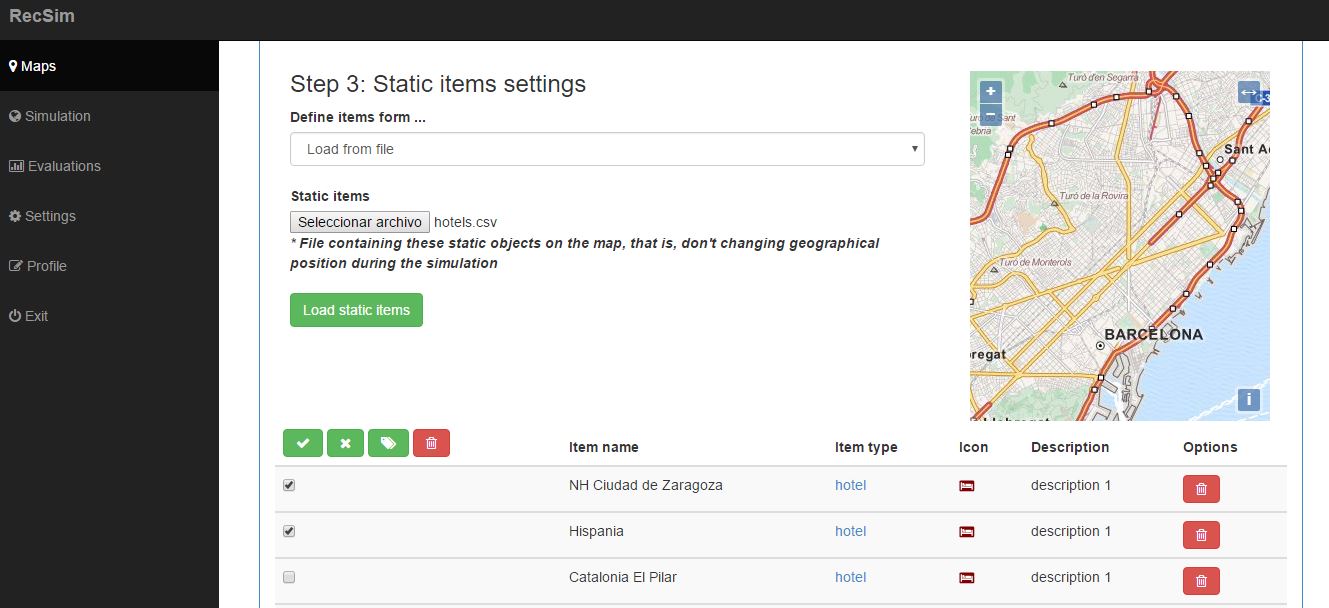 RecSim
Maps
Simulation
Evaluations
Settings
Profile
Exit
Step 3: Static items settings
Define items form ...
Load from file
Static items
Seleccionar archivo hotels.csv
* File containing these static objects on the map, that is, don't changing geographical
position during the simulation
Load static items
+
−
Turó d'en Segarra
Sant
Turó de la Rovira
Turó de Monterols
BARCELONA
i
Item name Item type Icon Description Options
NH Ciudad de Zaragoza hotel description 1
Hispania hotel description 1
Catalonia El Pilar hotel description 1